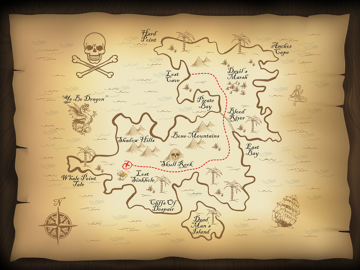 Hard
Point
Anchor
Cape
Lost
Cave
Devil's
Marsh
Ye Be Dragon
Pirate
Bay
Blood
River
Shadow Hills
Bone Mountains
East
Bay
Skull Rock
Whale Point
Isle
Lost
Sinkhole
Cliffs Of
Despair
N
Dead
Man's
Island